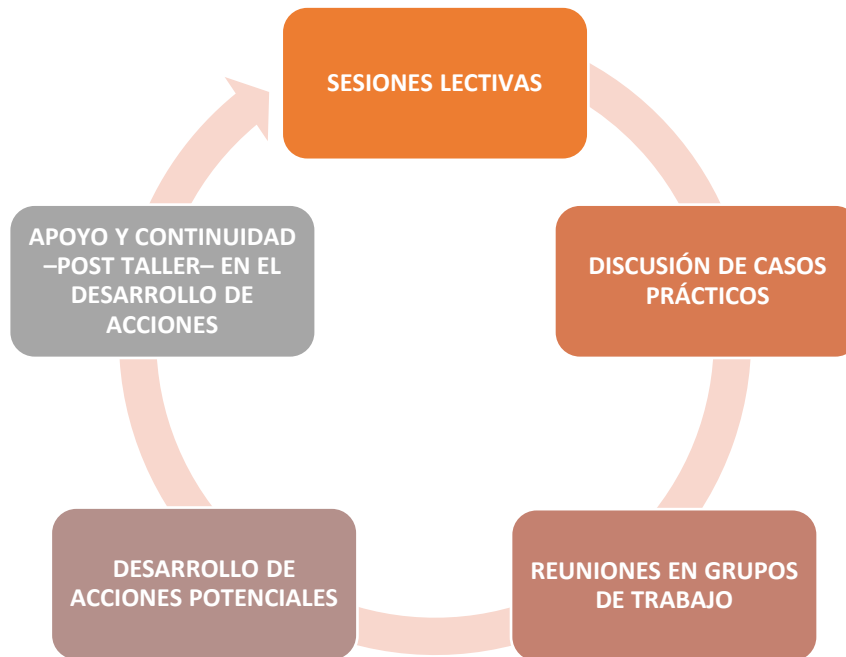 SESIONES LECTIVAS
DISCUSIÓN DE CASOS
PRÁCTICOS
REUNIONES EN GRUPOS
DE TRABAJO
DESARROLLO DE
ACCIONES POTENCIALES
APOYO Y CONTINUIDAD
–POST TALLER– EN EL
DESARROLLO DE
ACCIONES